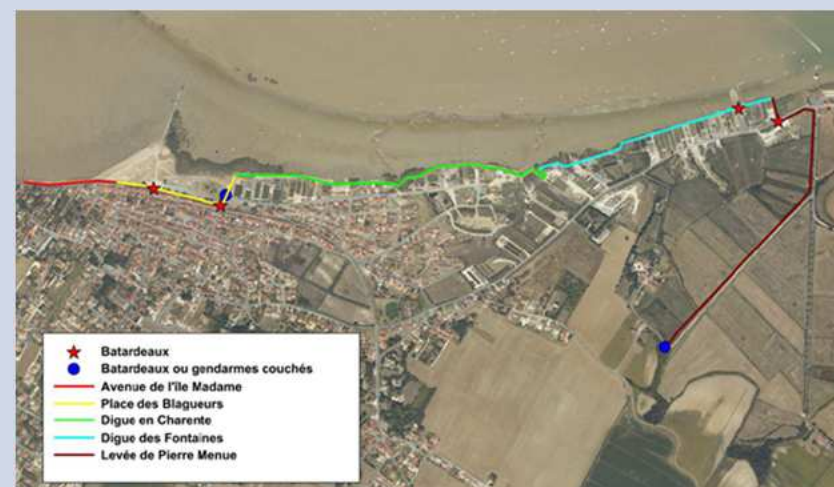 Batardeaux
Batardeaux ou gendarmes couchés
Avenue de l'île Madame
Place des Blagueurs
Digue en Charente
Digue des Fontaines
Levée de Pierre Menue